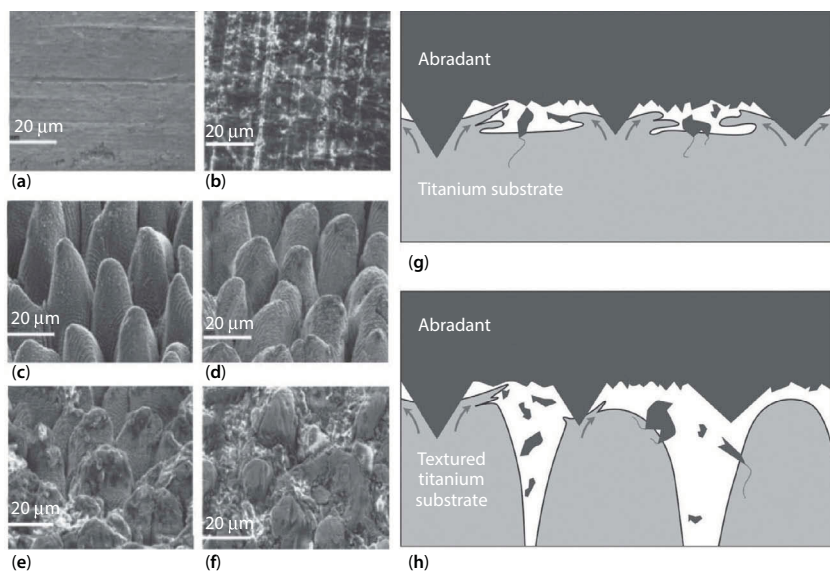 20 μm
(a)
20 μm
(b)
20 μm
(c)
20 μm
(d)
20 μm
(e)
20 μm
(f)
Abradant
Titanium substrate
(g)
Abradant
Textured
titanium
substrate
(h)